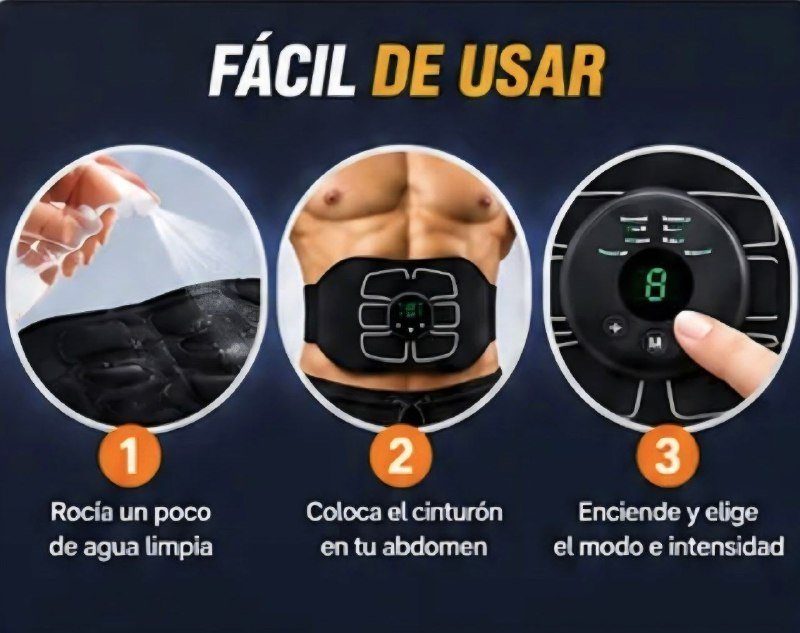 FÁCIL DE USAR
8
1
2
3
Rocía un poco
de agua limpia
Coloca el cinturón
en tu abdomen
Enciende y elige
el modo e intensidad